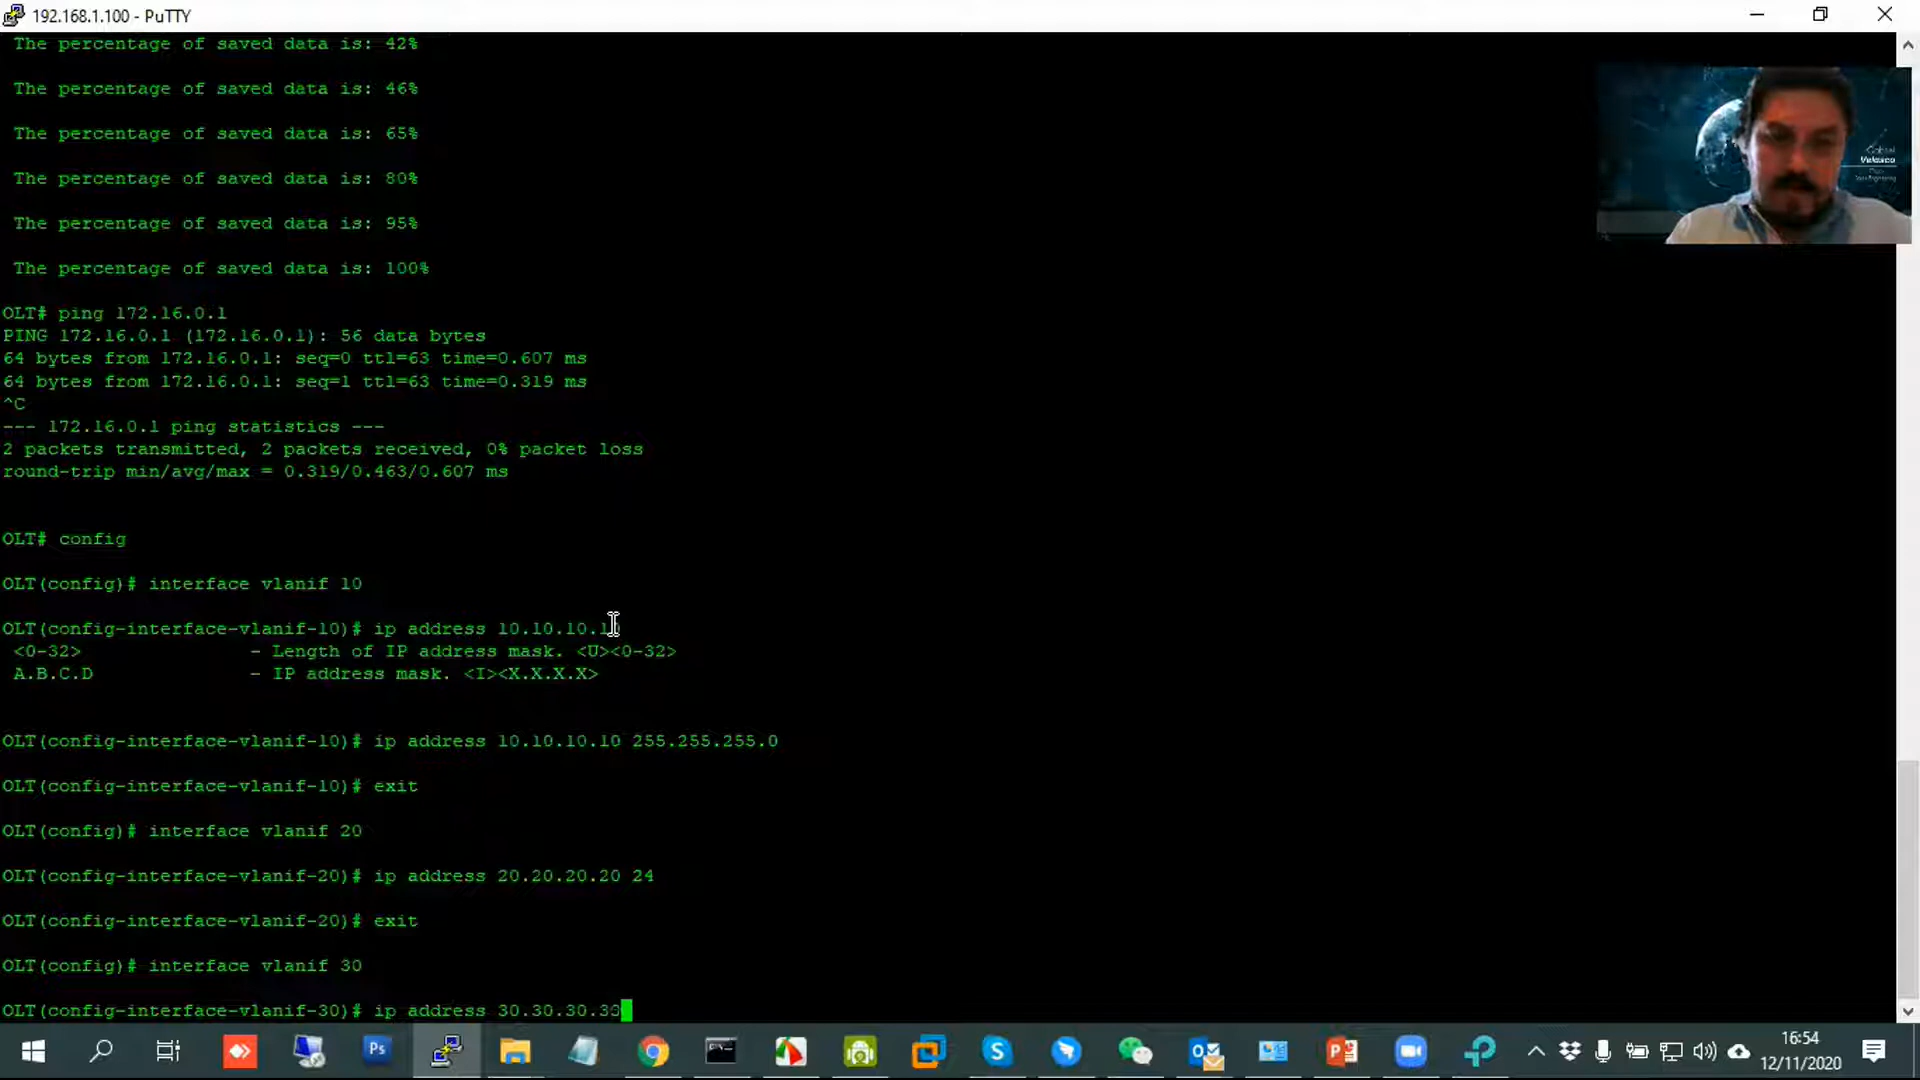 192.168.1.100 - PuTTY
The percentage of saved data is: 42%
The percentage of saved data is: 46%
The percentage of saved data is: 65%
The percentage of saved data is: 80%
The percentage of saved data is: 95%
The percentage of saved data is: 100%
OLT# ping 172.16.0.1
PING 172.16.0.1 (172.16.0.1): 56 data bytes
64 bytes from 172.16.0.1: seq=0 ttl=63 time=0.607 ms
64 bytes from 172.16.0.1: seq=1 ttl=63 time=0.319 ms
^C
--- 172.16.0.1 ping statistics ---
2 packets transmitted, 2 packets received, 0% packet loss
round-trip min/avg/max = 0.319/0.463/0.607 ms
OLT# config
OLT(config)# interface vlanif 10
OLT(config-interface-vlanif-10)# ip address 10.10.10.10
<0-32> - Length of IP address mask. <U><0-32>
A.B.C.D - IP address mask. <I><X.X.X.X>
OLT(config-interface-vlanif-10)# ip address 10.10.10.10 255.255.255.0
OLT(config-interface-vlanif-10)# exit
OLT(config)# interface vlanif 20
OLT(config-interface-vlanif-20)# ip address 20.20.20.20 24
OLT(config-interface-vlanif-20)# exit
OLT(config)# interface vlanif 30
OLT(config-interface-vlanif-30)# ip address 30.30.30.30
Ps
16:54
12/11/2020